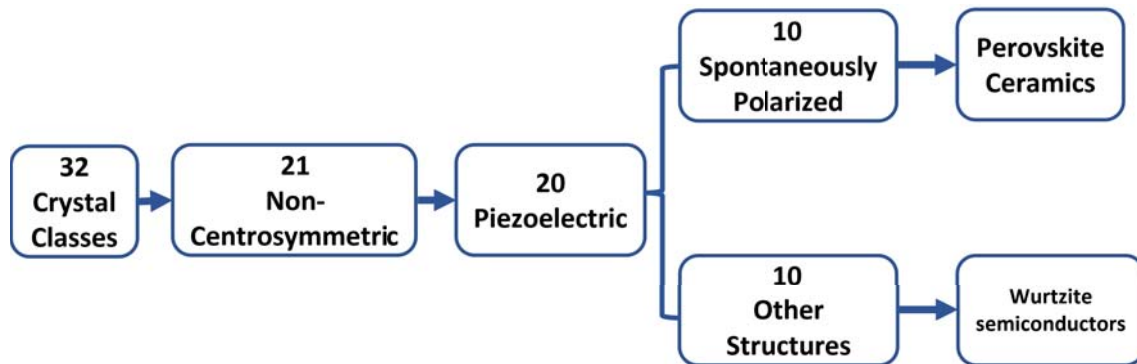 32
Crystal
Classes
21
Non-
Centrosymmetric
20
Piezoelectric
10
Spontaneously
Polarized
Perovskite
Ceramics
10
Other
Structures
Wurtzite
semiconductors